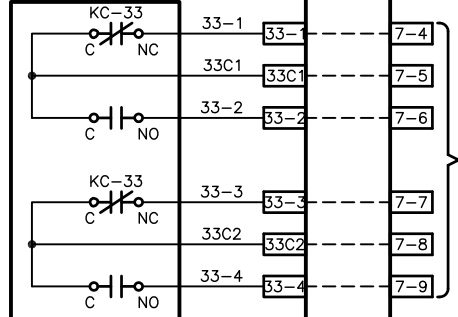 KC-33
C NC 33-1 33-1 7-4
33C1 33C1 7-5
C NO 33-2 33-2 7-6
KC-33
C NC 33-3 33-3 7-7
33C2 33C2 7-8
C NO 33-4 33-4 7-9